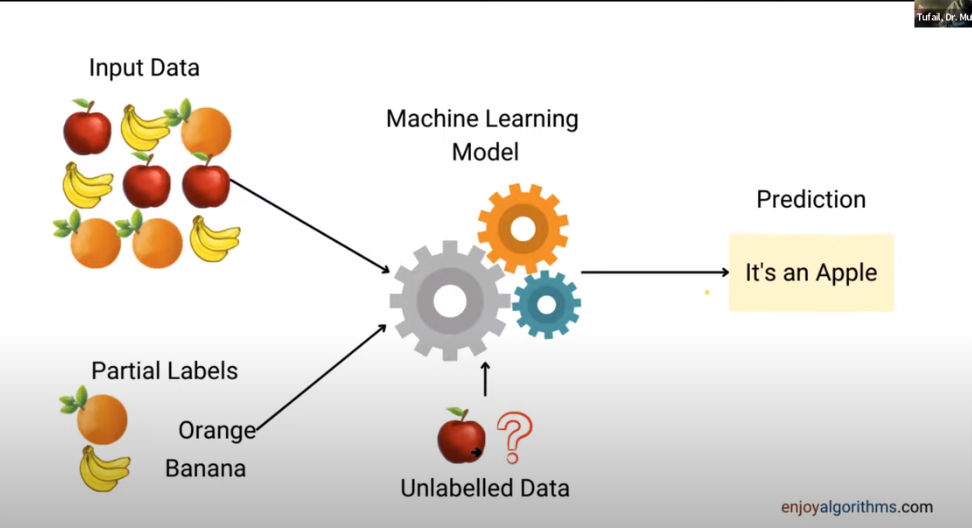 Tufail, Dr. Mu
Input Data
Machine Learning
Model
Prediction
It's an Apple
Partial Labels
Orange
Banana
?
Unlabelled Data
enjoyalgorithms.com